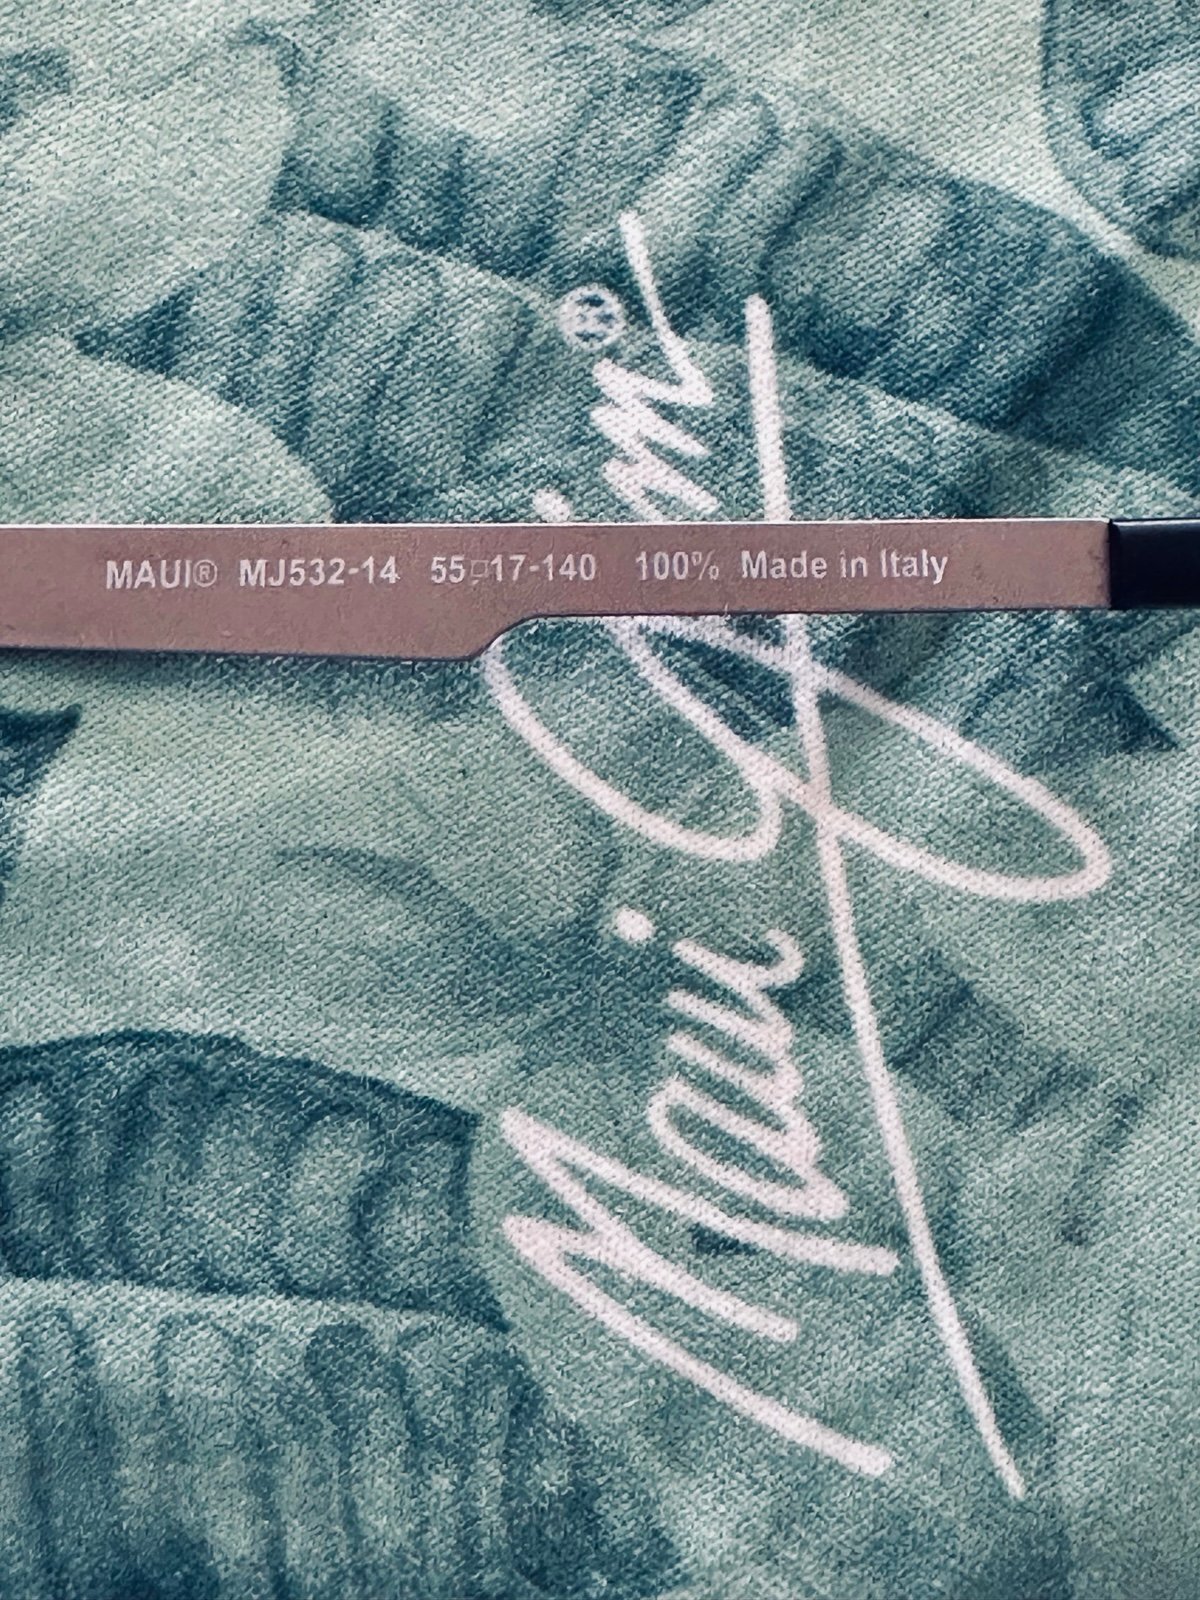 MAUI® MJ532-14 55□17-140 100% Made in Italy
Maui Jim®